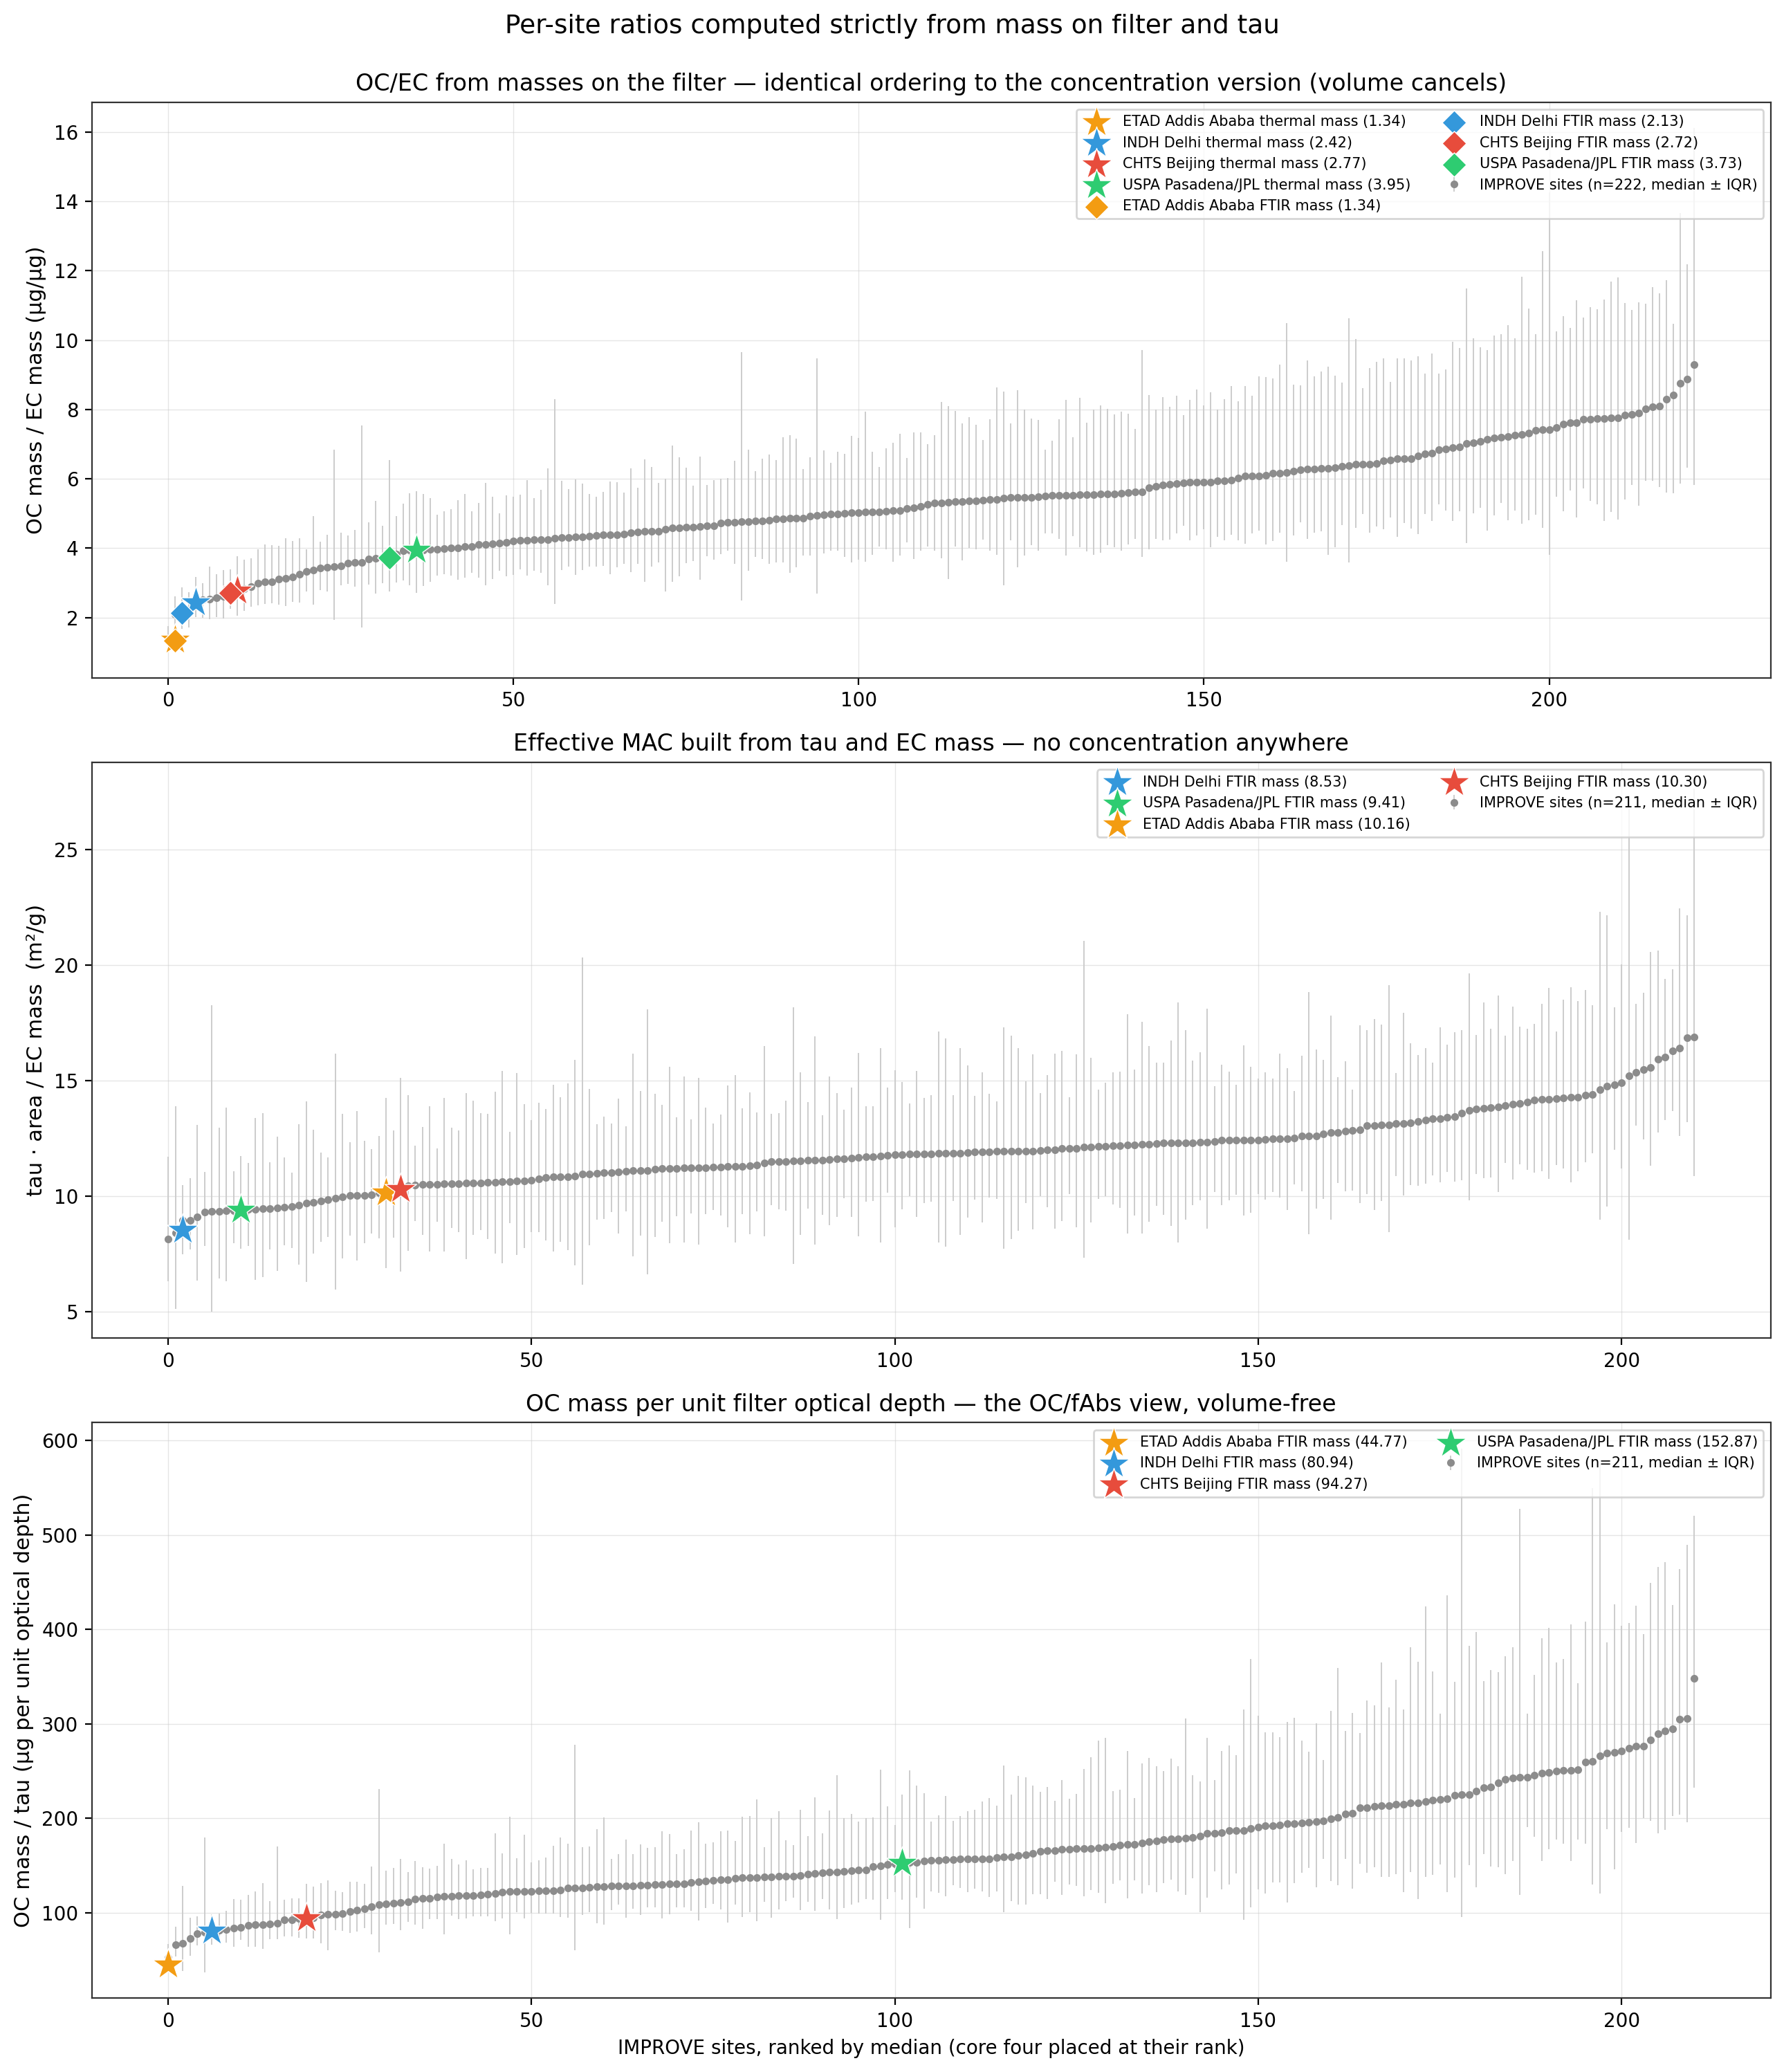 Per-site ratios computed strictly from mass on filter and tau
OC/EC from masses on the filter — identical ordering to the concentration version (volume cancels)
OC mass / EC mass (µg/µg)
16
14
12
10
8
6
4
2
ETAD Addis Ababa thermal mass (1.34)
INDH Delhi thermal mass (2.42)
CHTS Beijing thermal mass (2.77)
USPA Pasadena/JPL thermal mass (3.95)
ETAD Addis Ababa FTIR mass (1.34)
INDH Delhi FTIR mass (2.13)
CHTS Beijing FTIR mass (2.72)
USPA Pasadena/JPL FTIR mass (3.73)
IMPROVE sites (n=222, median ± IQR)
0 50 100 150 200
Effective MAC built from tau and EC mass — no concentration anywhere
tau · area / EC mass (m²/g)
25
20
15
10
5
INDH Delhi FTIR mass (8.53)
USPA Pasadena/JPL FTIR mass (9.41)
ETAD Addis Ababa FTIR mass (10.16)
CHTS Beijing FTIR mass (10.30)
IMPROVE sites (n=211, median ± IQR)
0 50 100 150 200
OC mass per unit filter optical depth — the OC/fAbs view, volume-free
OC mass / tau (µg per unit optical depth)
600
500
400
300
200
100
ETAD Addis Ababa FTIR mass (44.77)
INDH Delhi FTIR mass (80.94)
CHTS Beijing FTIR mass (94.27)
USPA Pasadena/JPL FTIR mass (152.87)
IMPROVE sites (n=211, median ± IQR)
0 50 100 150 200
IMPROVE sites, ranked by median (core four placed at their rank)